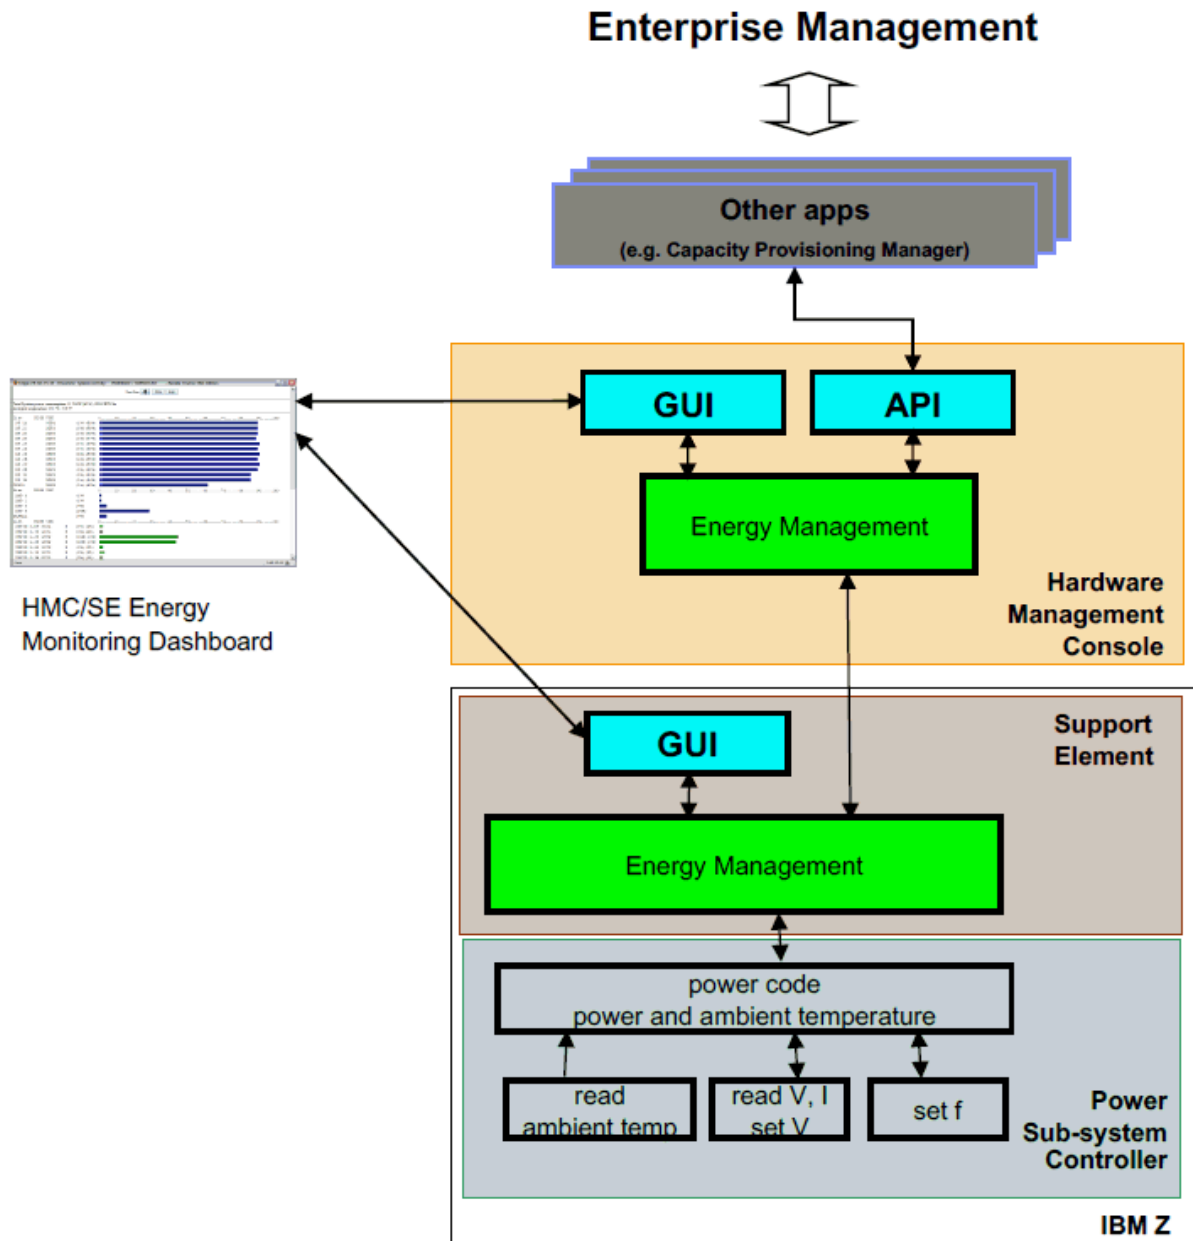 Enterprise Management
Other apps
(e.g. Capacity Provisioning Manager)
GUI
API
Energy Management
Hardware
Management
Console
HMC/SE Energy
Monitoring Dashboard
GUI
Support
Element
Energy Management
power code
power and ambient temperature
read
ambient temp
read V, I
set V
set f
Power
Sub-system
Controller
IBM Z